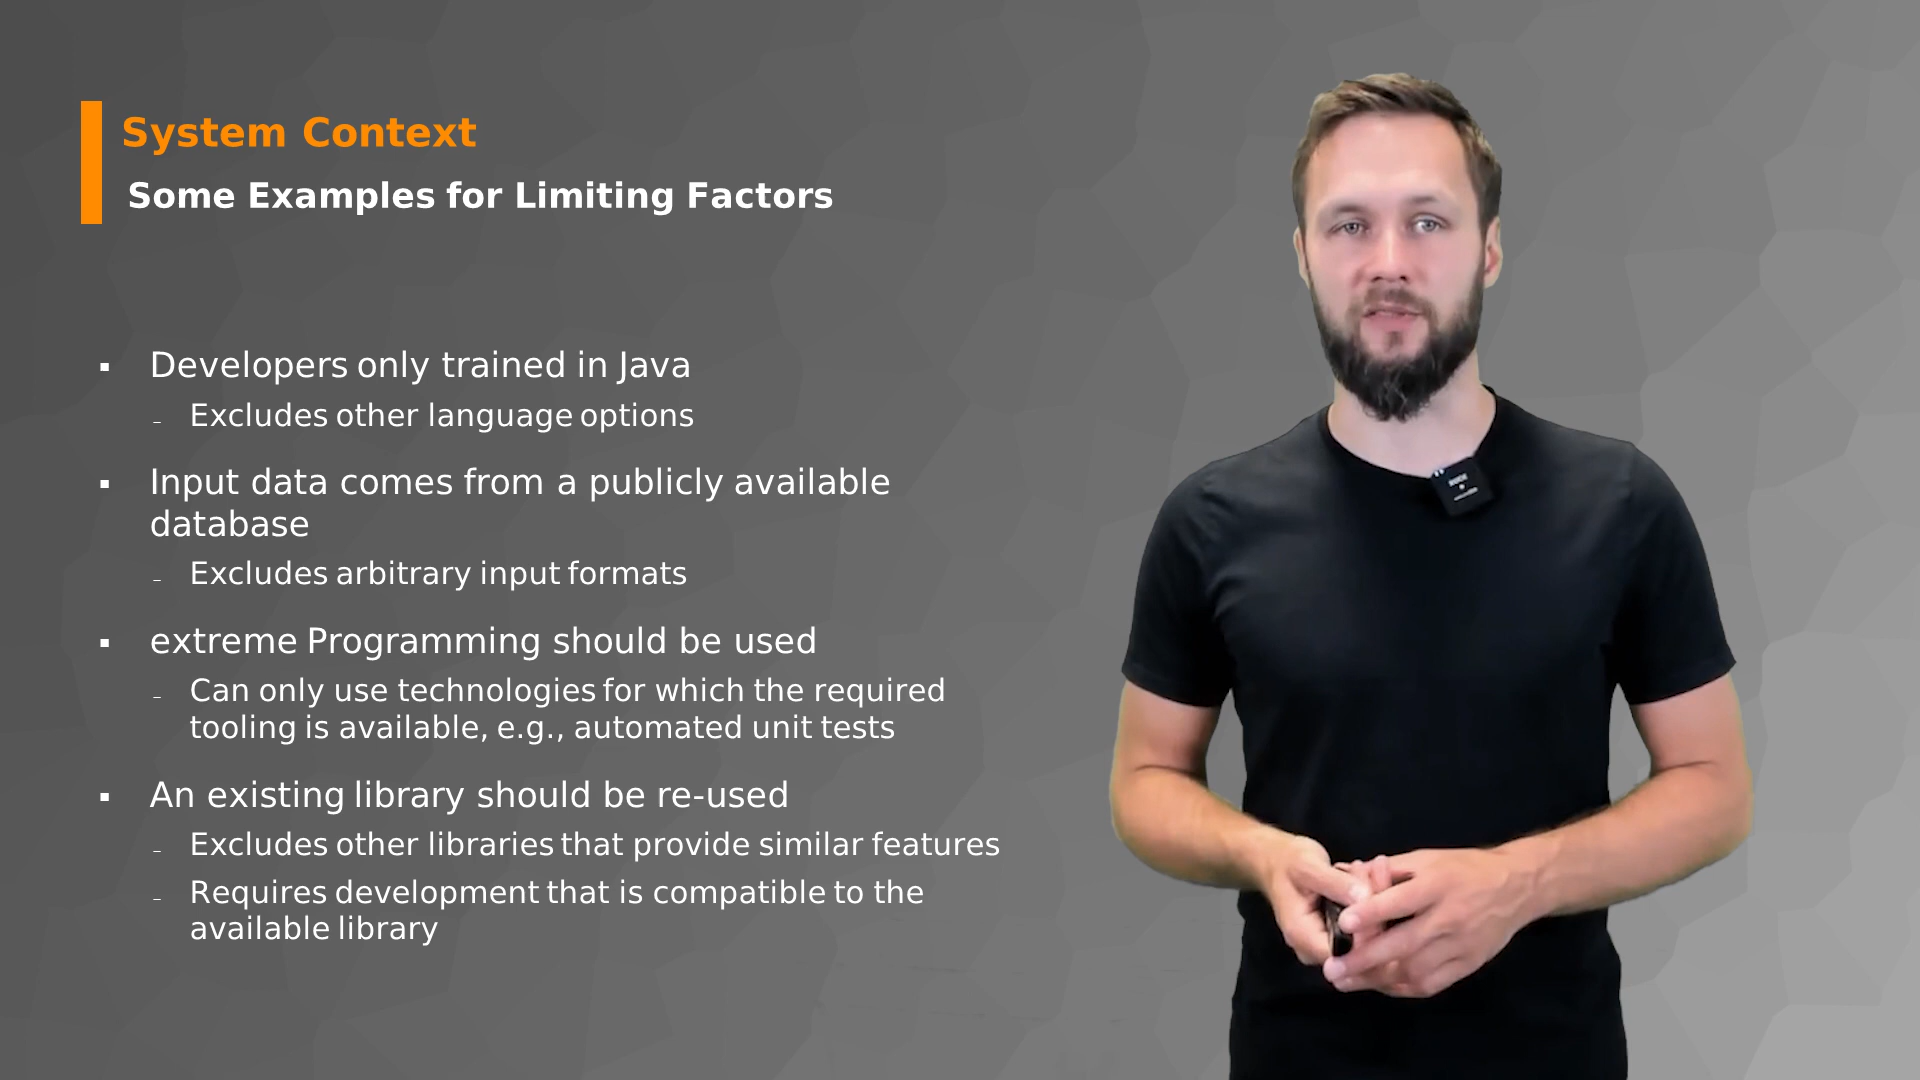 System Context
Some Examples for Limiting Factors
▪ Developers only trained in Java
– Excludes other language options
▪ Input data comes from a publicly available
database
– Excludes arbitrary input formats
▪ extreme Programming should be used
– Can only use technologies for which the required
tooling is available, e.g., automated unit tests
▪ An existing library should be re-used
– Excludes other libraries that provide similar features
– Requires development that is compatible to the
available library